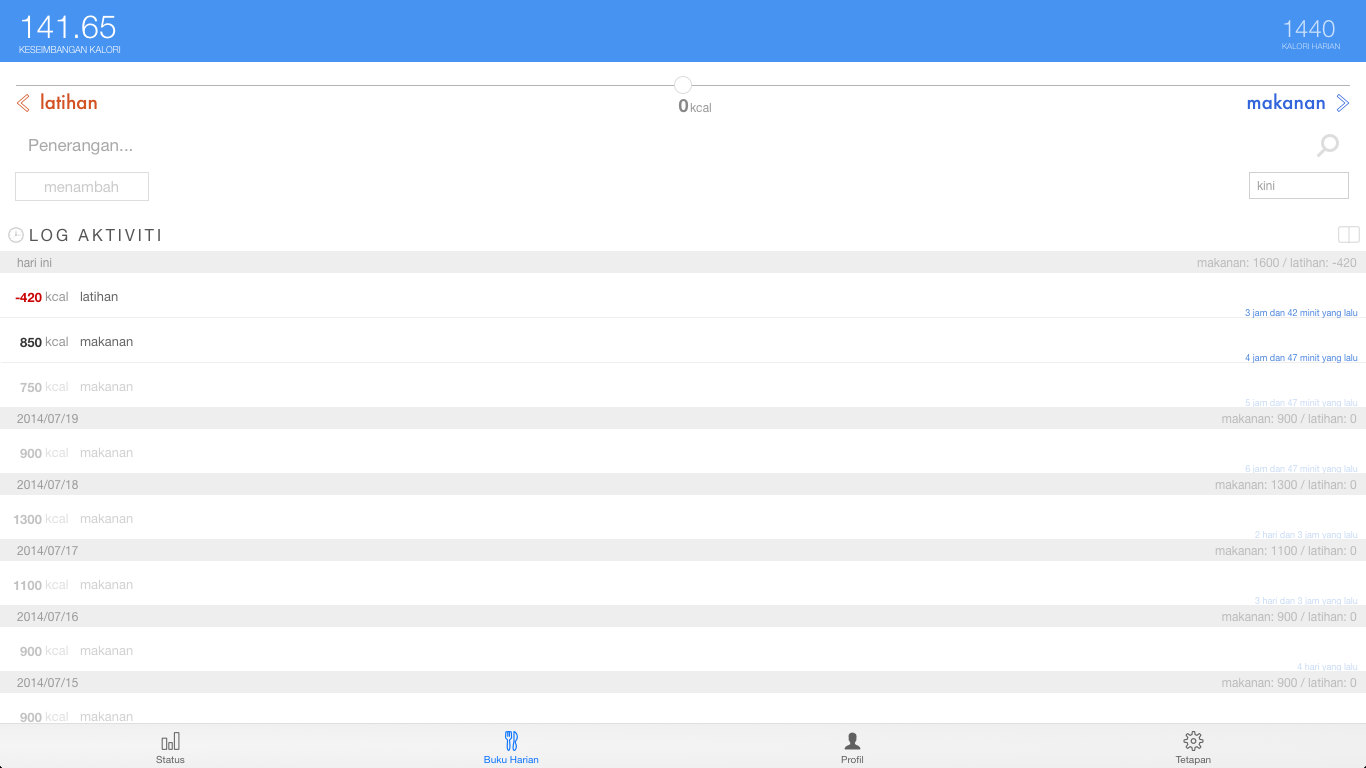 141.65
KESEIMBANGAN KALORI
1440
KALORI HARIAN
latihan
0 kcal
makanan
Penerangan...
menambah
kini
LOG AKTIVITI
hari ini makanan: 1600 / latihan: -420
-420 kcal latihan
3 jam dan 42 minit yang lalu
850 kcal makanan
4 jam dan 47 minit yang lalu
750 kcal makanan
5 jam dan 47 minit yang lalu
2014/07/19 makanan: 900 / latihan: 0
900 kcal makanan
6 jam dan 47 minit yang lalu
2014/07/18 makanan: 1300 / latihan: 0
1300 kcal makanan
2 hari dan 3 jam yang lalu
2014/07/17 makanan: 1100 / latihan: 0
1100 kcal makanan
3 hari dan 3 jam yang lalu
2014/07/16 makanan: 900 / latihan: 0
900 kcal makanan
4 hari yang lalu
2014/07/15 makanan: 900 / latihan: 0
900 kcal makanan
Status
Buku Harian
Profil
Tetapan